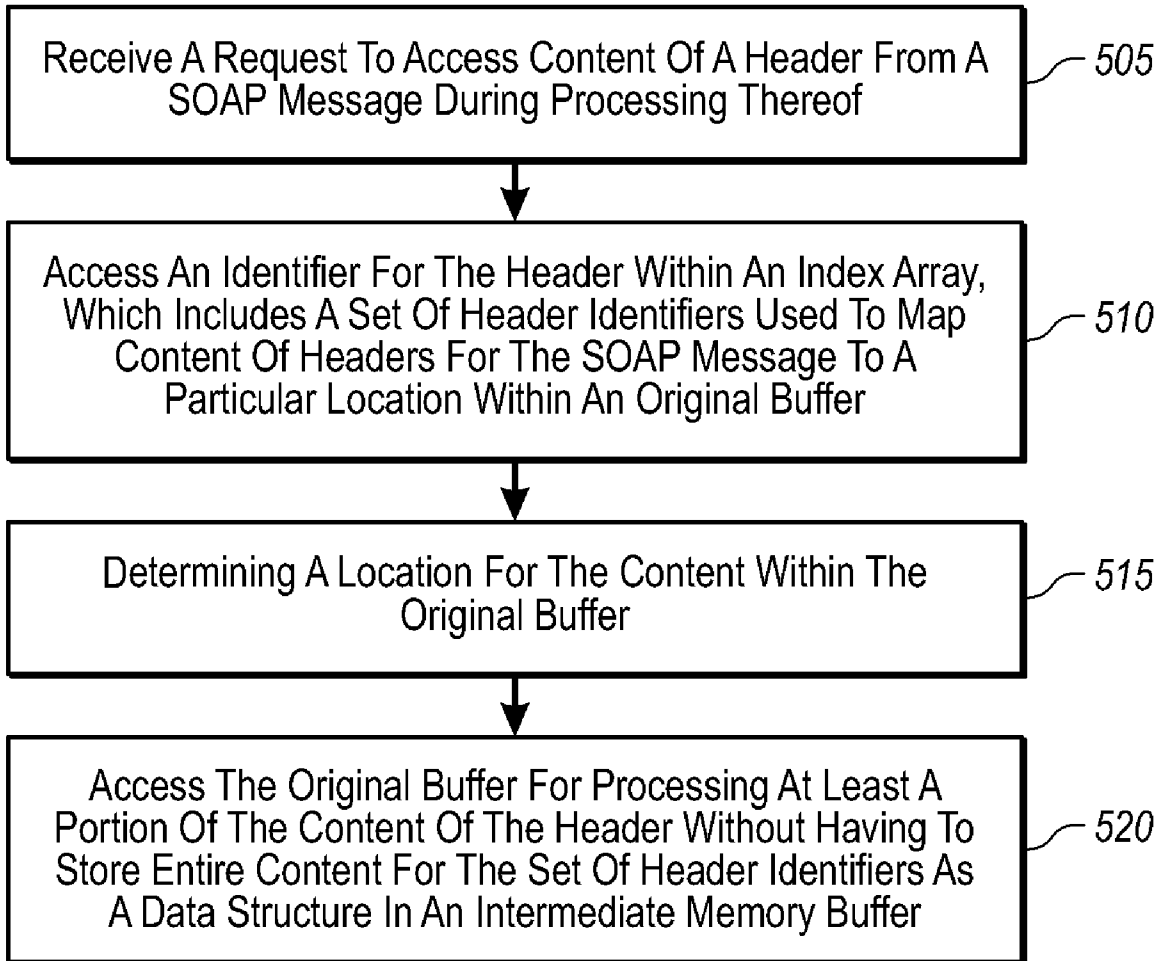 Receive A Request To Access Content Of A Header From A
SOAP Message During Processing Thereof
505
Access An Identifier For The Header Within An Index Array,
Which Includes A Set Of Header Identifiers Used To Map
Content Of Headers For The SOAP Message To A
Particular Location Within An Original Buffer
510
Determining A Location For The Content Within The
Original Buffer
515
Access The Original Buffer For Processing At Least A
Portion Of The Content Of The Header Without Having To
Store Entire Content For The Set Of Header Identifiers As
A Data Structure In An Intermediate Memory Buffer
520